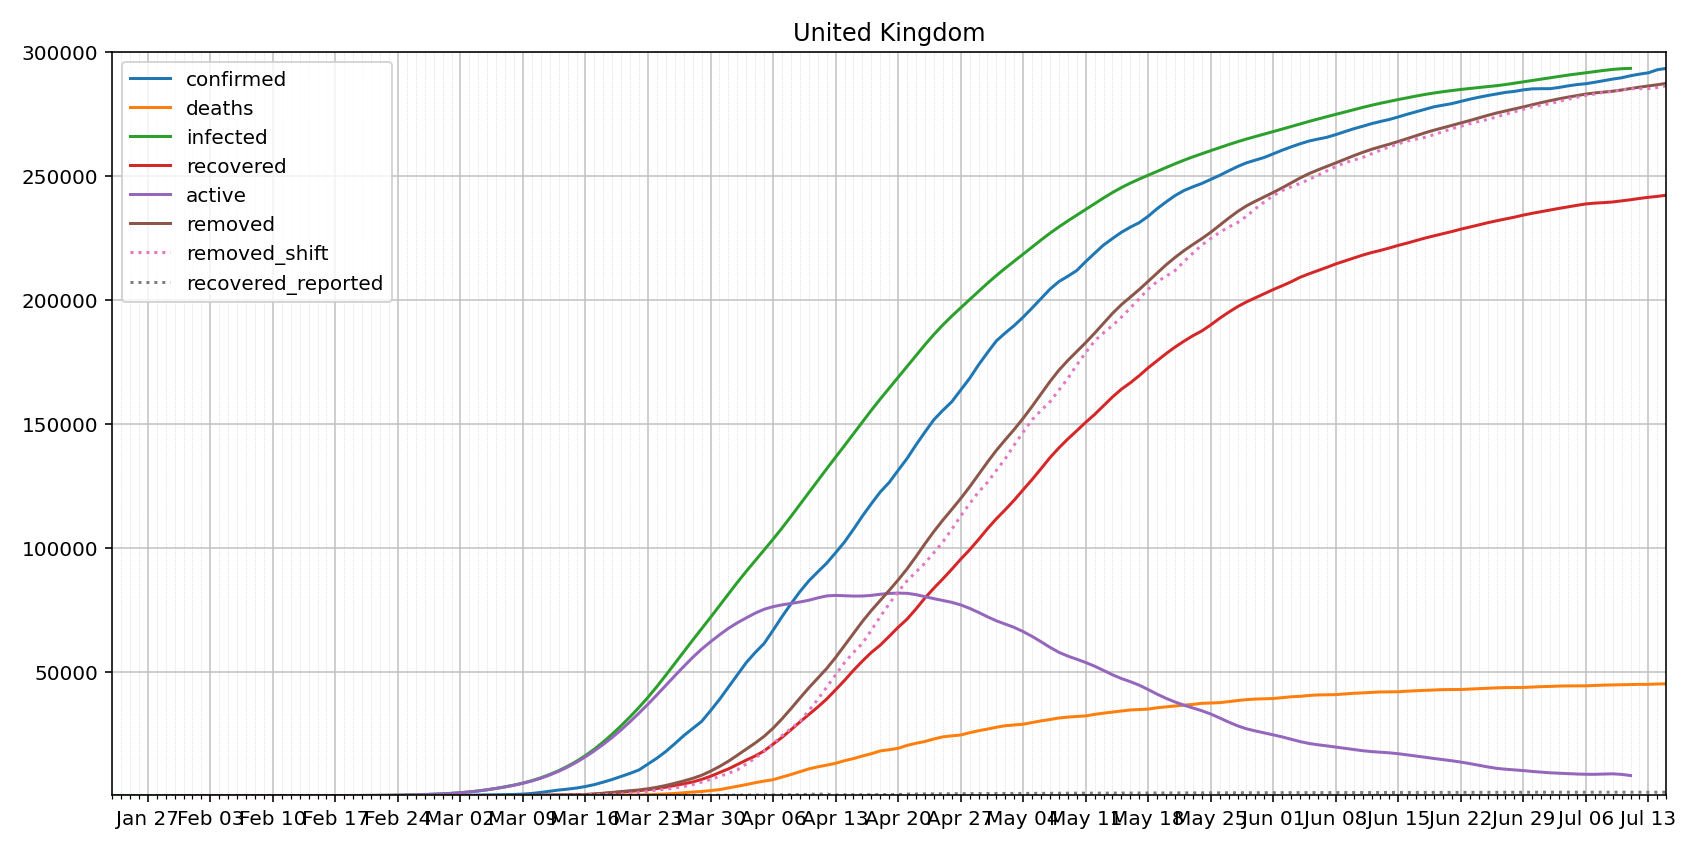 United Kingdom
300000
250000
200000
150000
100000
50000
confirmed
deaths
infected
recovered
active
removed
removed_shift
recovered_reported
Jan 27 Feb 03 Feb 10 Feb 17 Feb 24 Mar 02 Mar 09 Mar 16 Mar 23 Mar 30 Apr 06 Apr 13 Apr 20 Apr 27 May 04 May 11 May 18 May 25 Jun 01 Jun 08 Jun 15 Jun 22 Jun 29 Jul 06 Jul 13